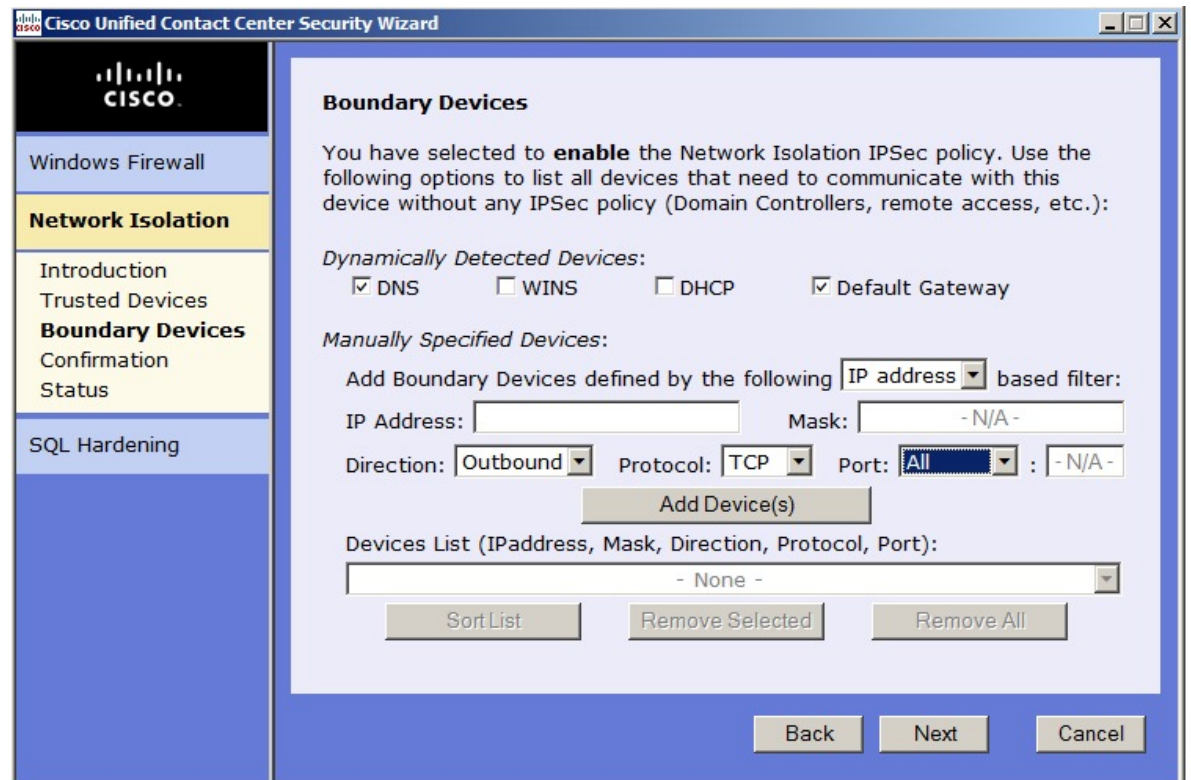 cisco Cisco Unified Contact Center Security Wizard
CISCO.
Windows Firewall
Network Isolation
Introduction
Trusted Devices
Boundary Devices
Confirmation
Status
SQL Hardening
Boundary Devices
You have selected to enable the Network Isolation IPSec policy. Use the
following options to list all devices that need to communicate with this
device without any IPSec policy (Domain Controllers, remote access, etc.):
Dynamically Detected Devices:
DNS WINS DHCP Default Gateway
Manually Specified Devices:
Add Boundary Devices defined by the following IP address based filter:
IP Address: Mask: - N/A -
Direction: Outbound Protocol: TCP Port: All : - N/A -
Add Device(s)
Devices List (IPaddress, Mask, Direction, Protocol, Port):
- None -
Sort List Remove Selected Remove All
Back Next Cancel